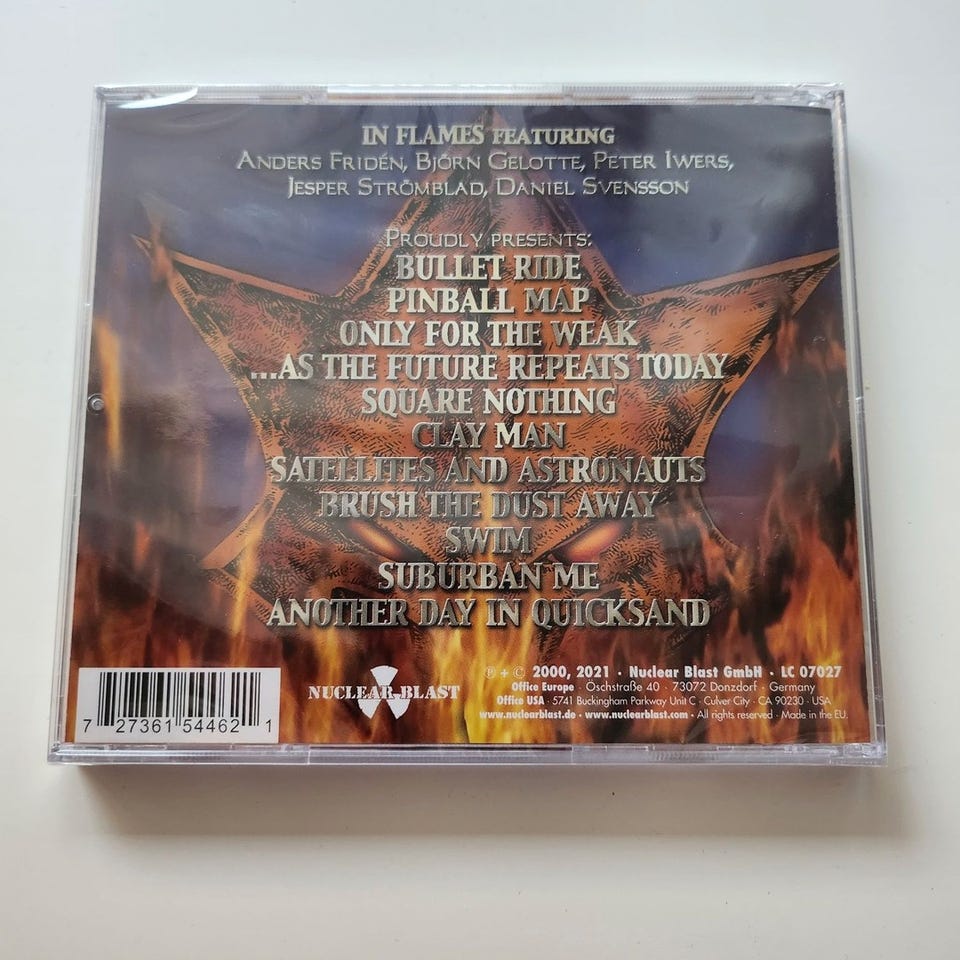 IN FLAMES FEATURING
ANDERS FRIDÉN, BJÖRN GELOTTE, PETER IWERS,
JESPER STRÖMBLAD, DANIEL SVENSSON
PROUDLY PRESENTS:
BULLET RIDE
PINBALL MAP
ONLY FOR THE WEAK
...AS THE FUTURE REPEATS TODAY
SQUARE NOTHING
CLAY MAN
SATELLITES AND ASTRONAUTS
BRUSH THE DUST AWAY
SWIM
SUBURBAN ME
ANOTHER DAY IN QUICKSAND
NUCLEAR BLAST
℗ + © 2000, 2021 · Nuclear Blast GmbH · LC 07027
Office Europe · Öschstraße 40 · 73072 Donzdorf · Germany
Office USA · 5741 Buckingham Parkway Unit C · Culver City · CA 90230 · USA
www.nuclearblast.de · www.nuclearblast.com · All rights reserved · Made in the EU.
7 27361 54462 1